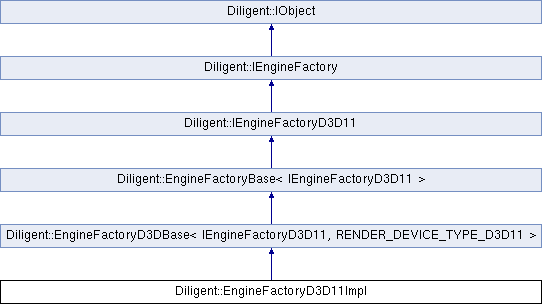 Diligent::IObject
Diligent::IEngineFactory
Diligent::IEngineFactoryD3D11
Diligent::EngineFactoryBase< IEngineFactoryD3D11 >
Diligent::EngineFactoryD3DBase< IEngineFactoryD3D11, RENDER_DEVICE_TYPE_D3D11 >
Diligent::EngineFactoryD3D11Impl